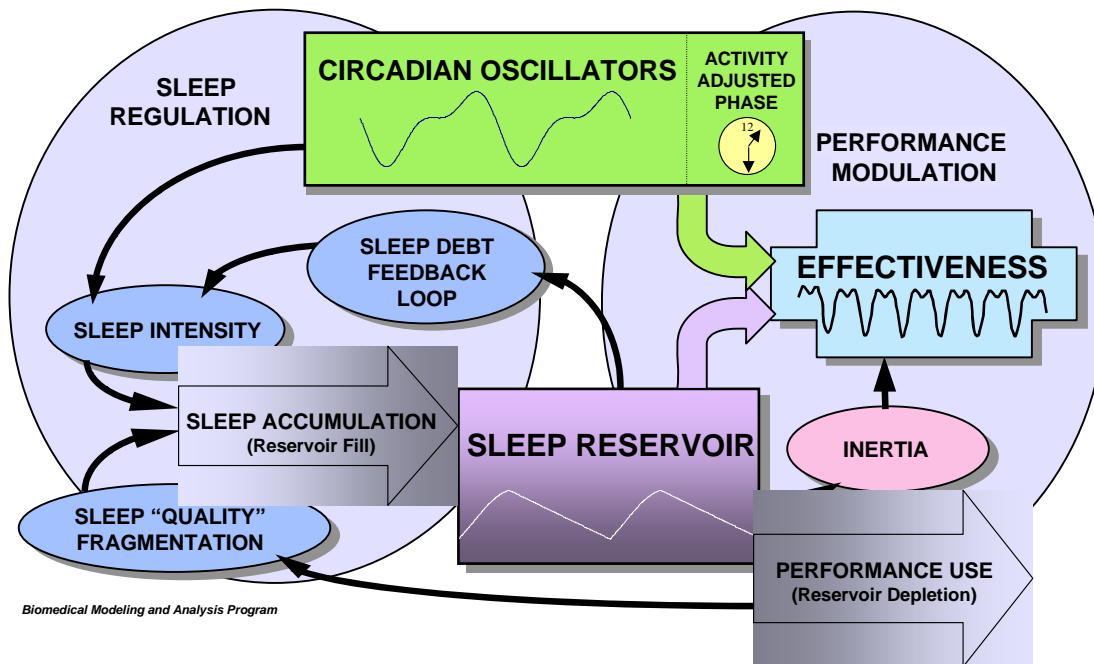 SLEEP
REGULATION
CIRCADIAN OSCILLATORS
ACTIVITY
ADJUSTED
PHASE
12
PERFORMANCE
MODULATION
SLEEP DEBT
FEEDBACK
LOOP
EFFECTIVENESS
SLEEP INTENSITY
SLEEP ACCUMULATION
(Reservoir Fill)
SLEEP RESERVOIR
INERTIA
SLEEP “QUALITY”
FRAGMENTATION
PERFORMANCE USE
(Reservoir Depletion)
Biomedical Modeling and Analysis Program